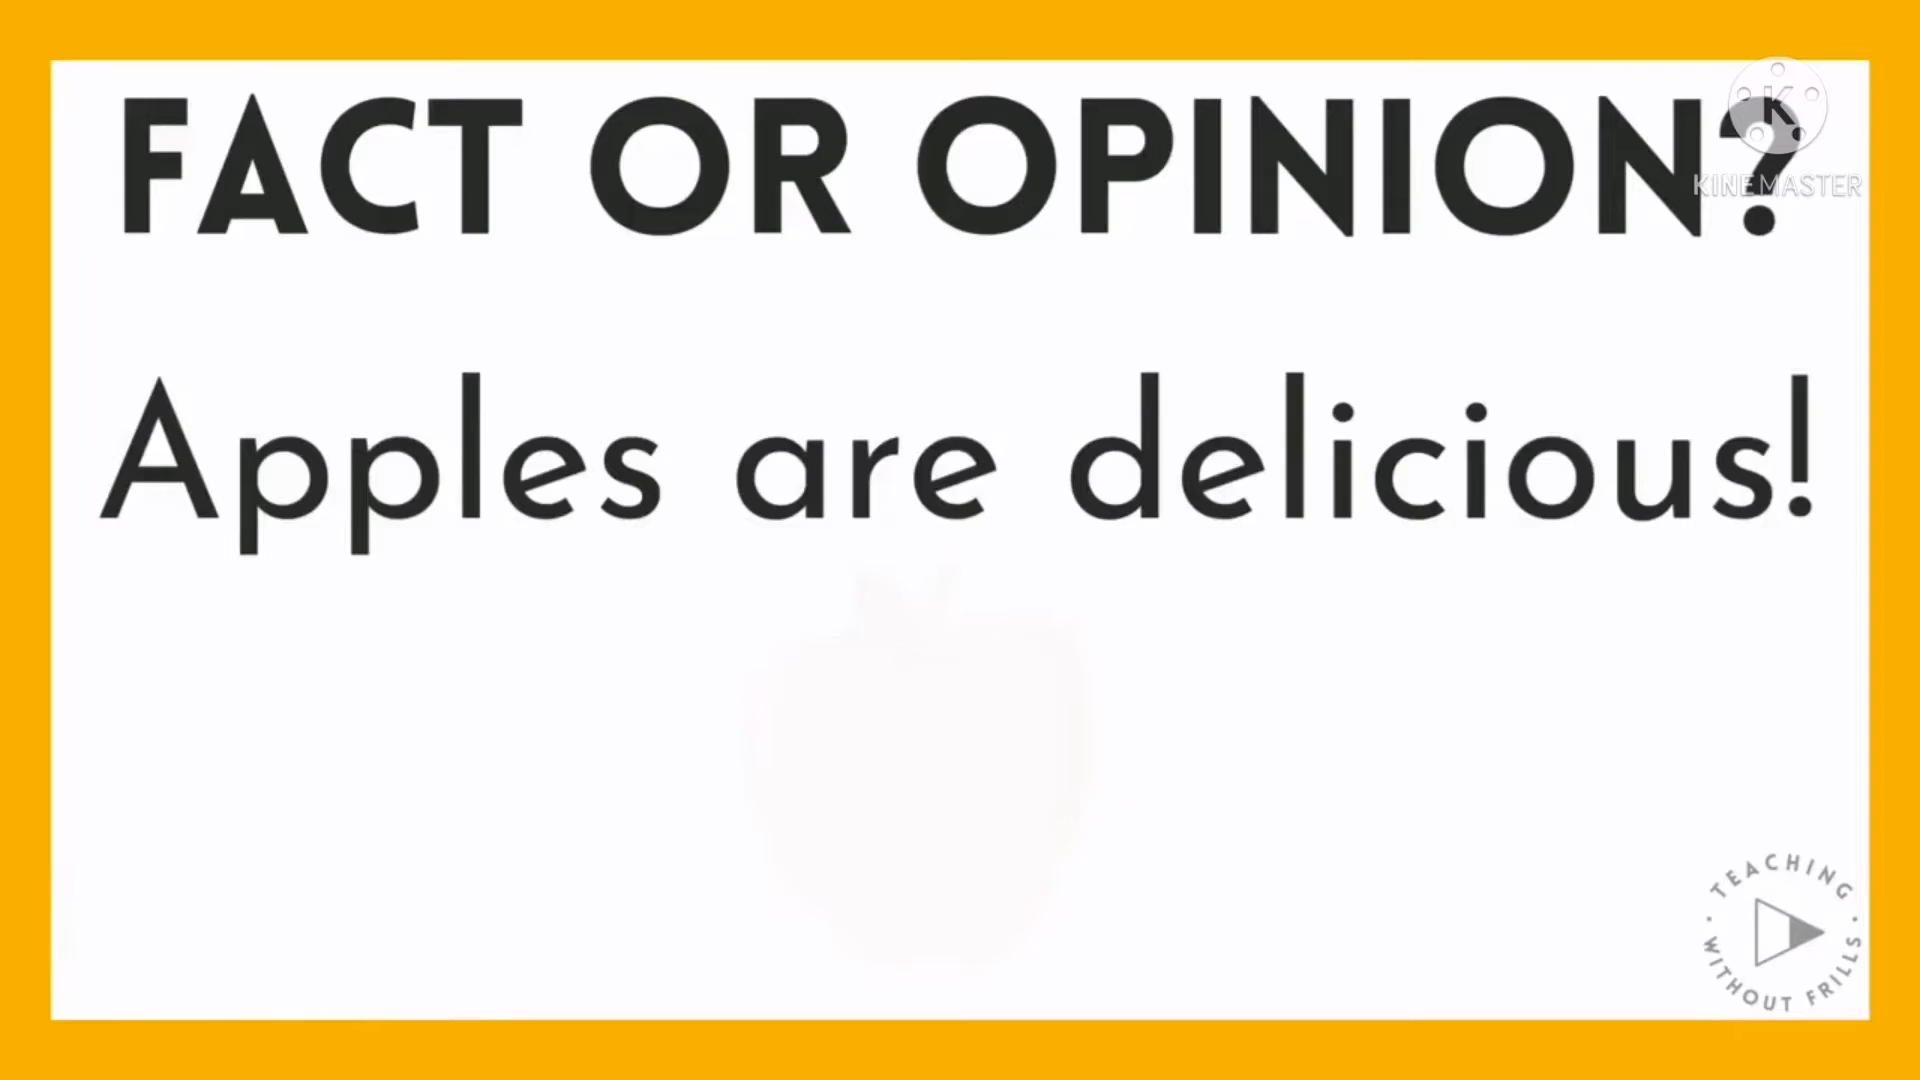 FACT OR OPINION?
KINEMASTER
Apples are delicious!
TEACHING
WITHOUT FRILLS